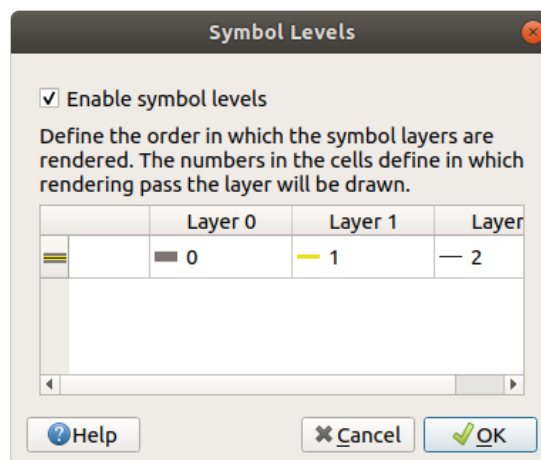 Symbol Levels
Enable symbol levels
Define the order in which the symbol layers are
rendered. The numbers in the cells define in which
rendering pass the layer will be drawn.
Layer 0 Layer 1 Layer
0 1 2
Help Cancel OK